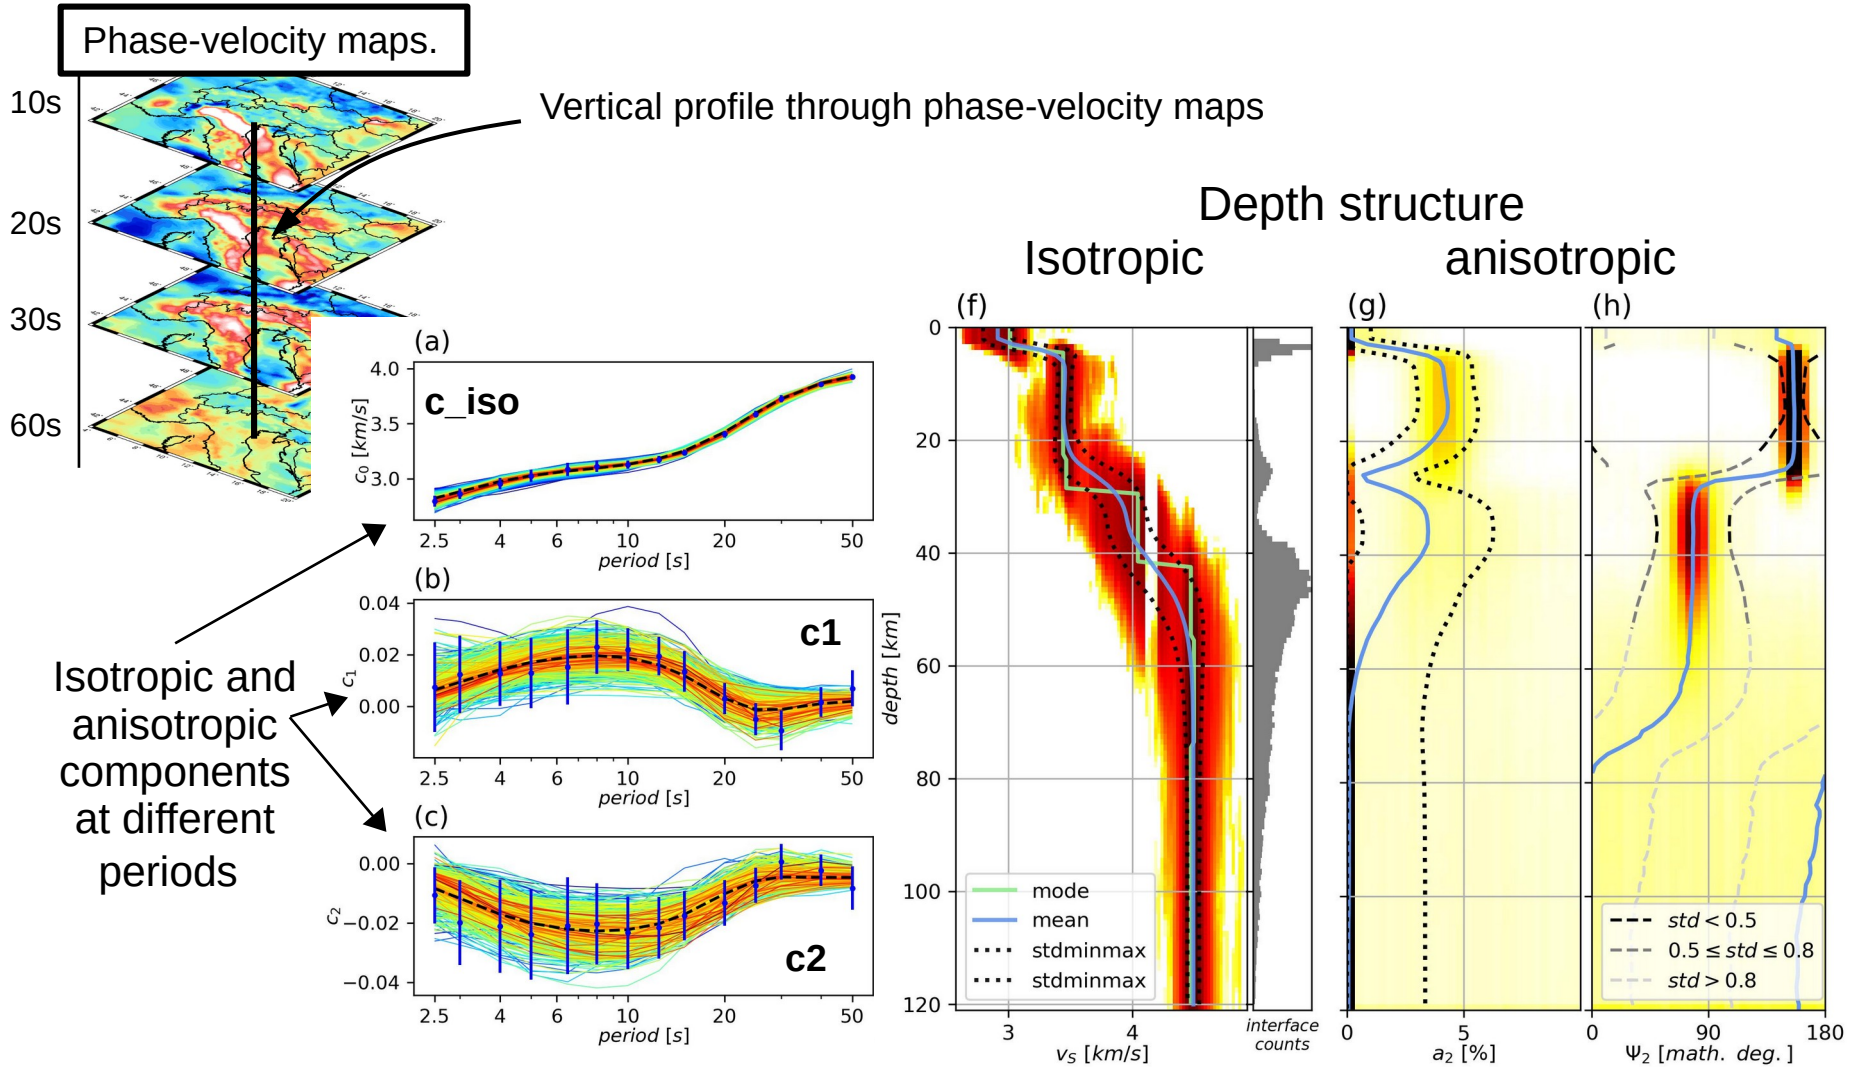 Phase-velocity maps.
10s
20s
30s
60s
Vertical profile through phase-velocity maps
Depth structure
Isotropic
anisotropic
Isotropic and
anisotropic
components
at different
periods
(a)
c_iso
c₀ [km/s]
4.0
3.5
3.0
2.5 4 6.5 10 20 50
period [s]
(b)
c1
c₁
0.04
0.02
0.00
2.5 4 6.5 10 20 50
period [s]
(c)
c2
c₂
0.00
−0.02
−0.04
2.5 4 6.5 10 20 50
period [s]
(f)
depth [km]
0
20
40
60
80
100
120
mode
mean
stdminmax
stdminmax
3 4
vₛ [km/s]
interface
counts
(g)
0 5
a₂ [%]
(h)
std < 0.5
0.5 ≤ std ≤ 0.8
std > 0.8
0 90 180
Ψ₂ [math. deg.]